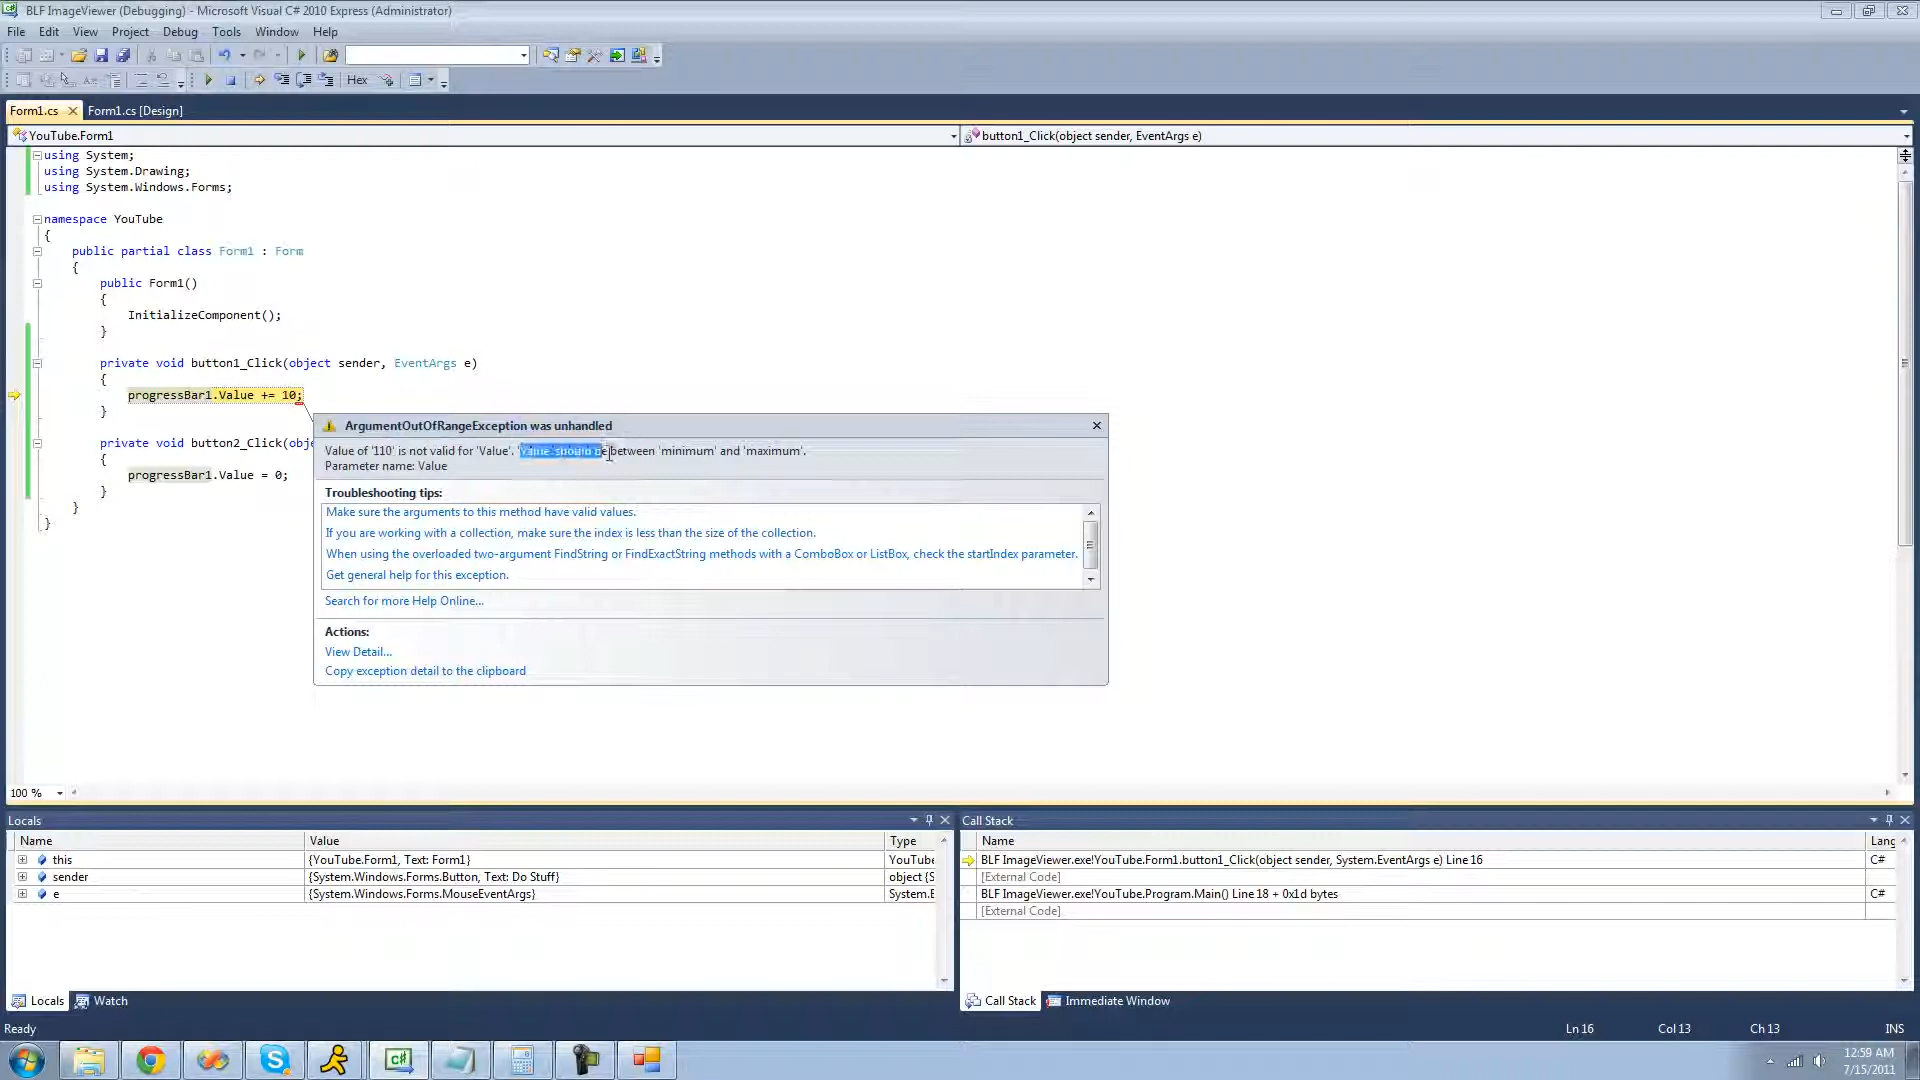 BLF ImageViewer (Debugging) - Microsoft Visual C# 2010 Express (Administrator)
File Edit View Project Debug Tools Window Help
Hex
Form1.cs Form1.cs [Design]
YouTube.Form1 button1_Click(object sender, EventArgs e)
using System;
using System.Drawing;
using System.Windows.Forms;
namespace YouTube
{
public partial class Form1 : Form
{
public Form1()
{
InitializeComponent();
}
private void button1_Click(object sender, EventArgs e)
{
progressBar1.Value += 10;
}
private void button2_Click(obje
{
progressBar1.Value = 0;
}
}
}
ArgumentOutOfRangeException was unhandled
Value of '110' is not valid for 'Value'. 'Value' should be between 'minimum' and 'maximum'.
Parameter name: Value
Troubleshooting tips:
Make sure the arguments to this method have valid values.
If you are working with a collection, make sure the index is less than the size of the collection.
When using the overloaded two-argument FindString or FindExactString methods with a ComboBox or ListBox, check the startIndex parameter.
Get general help for this exception.
Search for more Help Online...
Actions:
View Detail...
Copy exception detail to the clipboard
100 %
Locals
Name Value Type
this {YouTube.Form1, Text: Form1} YouTube
sender {System.Windows.Forms.Button, Text: Do Stuff} object {S
e {System.Windows.Forms.MouseEventArgs} System.E
Locals Watch
Call Stack
Name Lang
BLF ImageViewer.exe!YouTube.Form1.button1_Click(object sender, System.EventArgs e) Line 16 C#
[External Code]
BLF ImageViewer.exe!YouTube.Program.Main() Line 18 + 0x1d bytes C#
[External Code]
Call Stack Immediate Window
Ready Ln 16 Col 13 Ch 13 INS
12:59 AM
7/15/2011